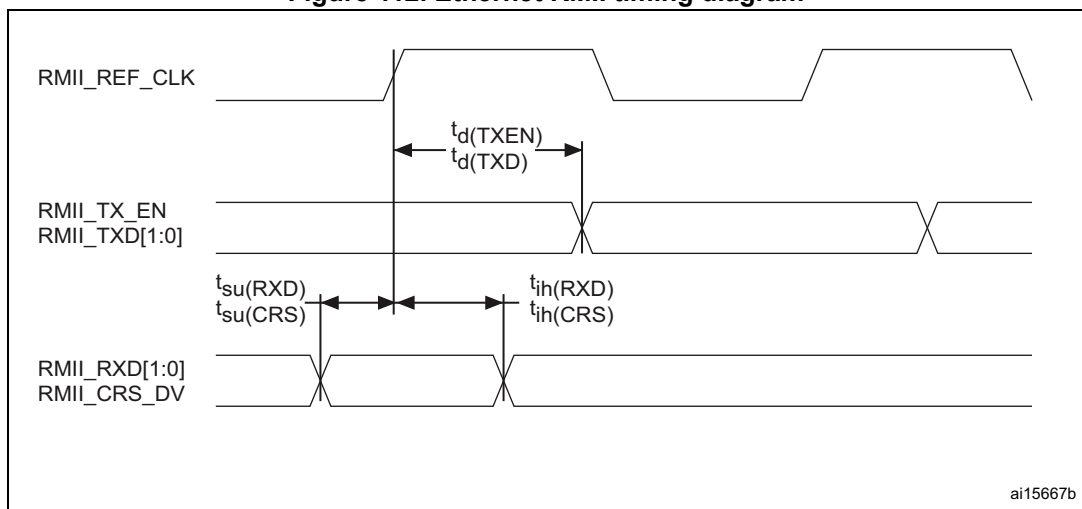 RMII_REF_CLK
td(TXEN)
td(TXD)
RMII_TX_EN
RMII_TXD[1:0]
tsu(RXD)
tsu(CRS)
tih(RXD)
tih(CRS)
RMII_RXD[1:0]
RMII_CRS_DV
ai15667b